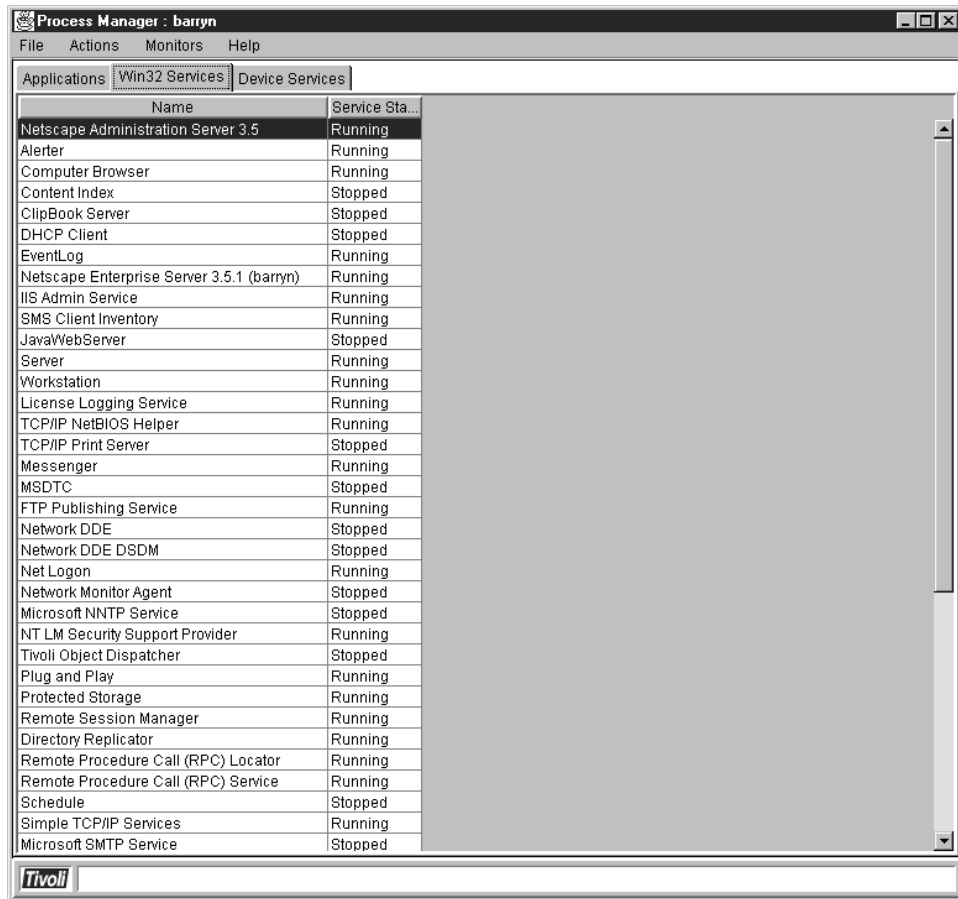 Process Manager : barryn
File Actions Monitors Help
Applications Win32 Services Device Services
Name Service Sta...
Netscape Administration Server 3.5 Running
Alerter Running
Computer Browser Running
Content Index Stopped
ClipBook Server Stopped
DHCP Client Stopped
EventLog Running
Netscape Enterprise Server 3.5.1 (barryn) Running
IIS Admin Service Running
SMS Client Inventory Running
JavaWebServer Stopped
Server Running
Workstation Running
License Logging Service Running
TCP/IP NetBIOS Helper Running
TCP/IP Print Server Stopped
Messenger Running
MSDTC Stopped
FTP Publishing Service Running
Network DDE Stopped
Network DDE DSDM Stopped
Net Logon Running
Network Monitor Agent Stopped
Microsoft NNTP Service Stopped
NT LM Security Support Provider Running
Tivoli Object Dispatcher Stopped
Plug and Play Running
Protected Storage Running
Remote Session Manager Running
Directory Replicator Running
Remote Procedure Call (RPC) Locator Running
Remote Procedure Call (RPC) Service Running
Schedule Stopped
Simple TCP/IP Services Running
Microsoft SMTP Service Stopped
Tivoli